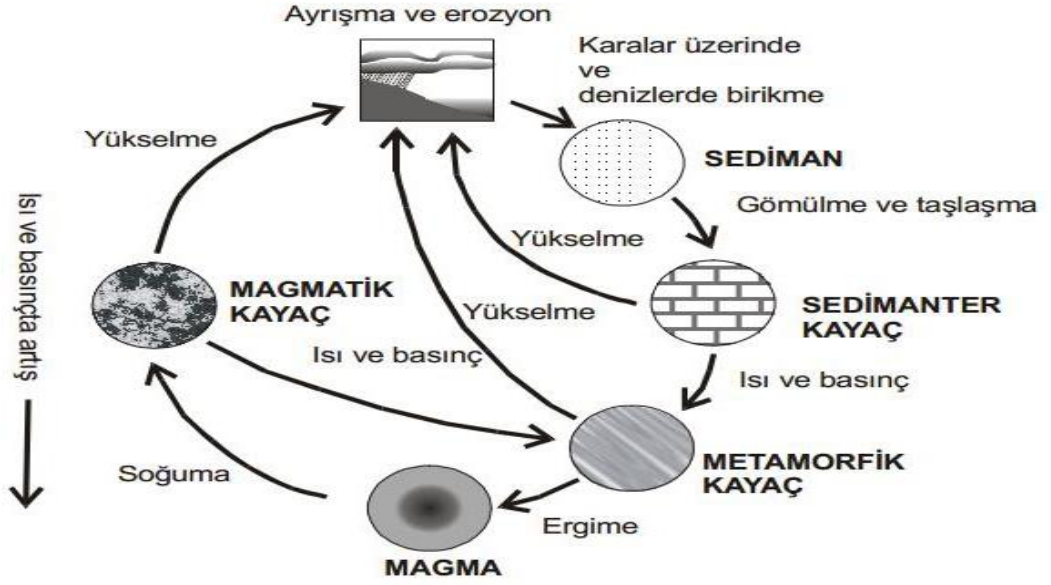 Ayrışma ve erozyon
Karalar üzerinde
ve
denizlerde birikme
Yükselme
SEDİMAN
Gömülme ve taşlaşma
Yükselme
Isı ve basınçta artış
MAGMATİK
KAYAÇ
Yükselme
SEDİMANTER
KAYAÇ
Isı ve basınç
Isı ve basınç
Soğuma
METAMORFİK
KAYAÇ
Ergime
MAGMA